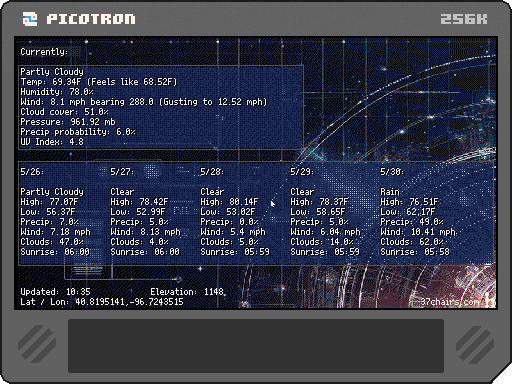 PICOTRON
256K
Currently:
Partly Cloudy
Temp: 69.34F (Feels like 68.52F)
Humidity: 78.0%
Wind: 8.1 mph bearing 288.0 (Gusting to 12.52 mph)
Cloud cover: 51.0%
Pressure: 961.92 mb
Precip probability: 6.0%
UV Index: 4.8
5/26: 5/27: 5/28: 5/29: 5/30:
Partly Cloudy Clear Clear Clear Rain
High: 77.07F High: 78.42F High: 80.14F High: 78.37F High: 76.51F
Low: 56.37F Low: 52.99F Low: 53.02F Low: 58.65F Low: 62.17F
Precip: 7.0% Precip: 5.0% Precip: 0.0% Precip: 5.0% Precip: 49.0%
Wind: 7.18 mph Wind: 8.13 mph Wind: 5.4 mph Wind: 6.04 mph Wind: 10.41 mph
Clouds: 47.0% Clouds: 4.0% Clouds: 5.0% Clouds: 14.0% Clouds: 62.0%
Sunrise: 06:00 Sunrise: 06:00 Sunrise: 05:59 Sunrise: 05:59 Sunrise: 05:58
Updated: 10:35 Elevation: 1148
Lat / Lon: 40.8195141,-96.7243515
37chairs.com